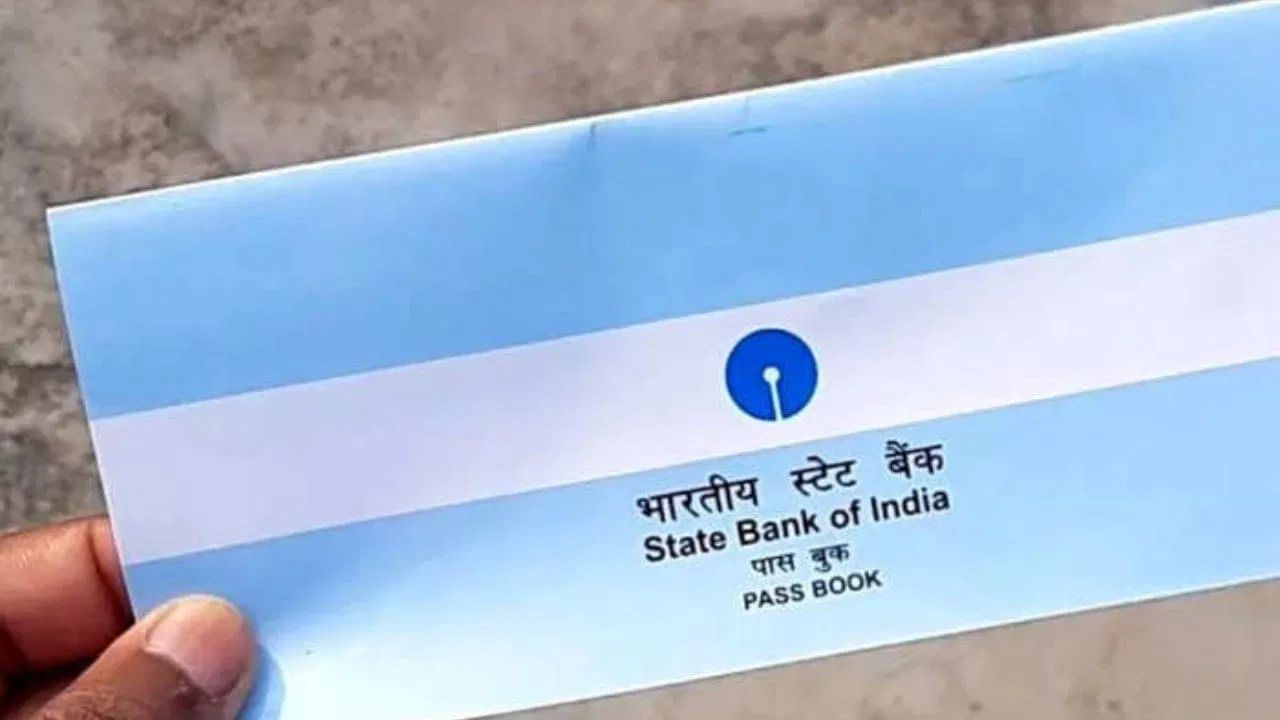 भारतीय स्टेट बैंक
State Bank of India
पास बुक
PASS BOOK